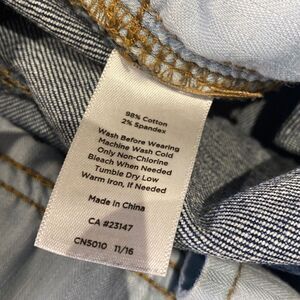 98% Cotton
2% Spandex
Wash Before Wearing
Machine Wash Cold
Only Non-Chlorine
Bleach When Needed
Tumble Dry Low
Warm Iron, If Needed
Made in China
CA #23147
CN5010 11/16